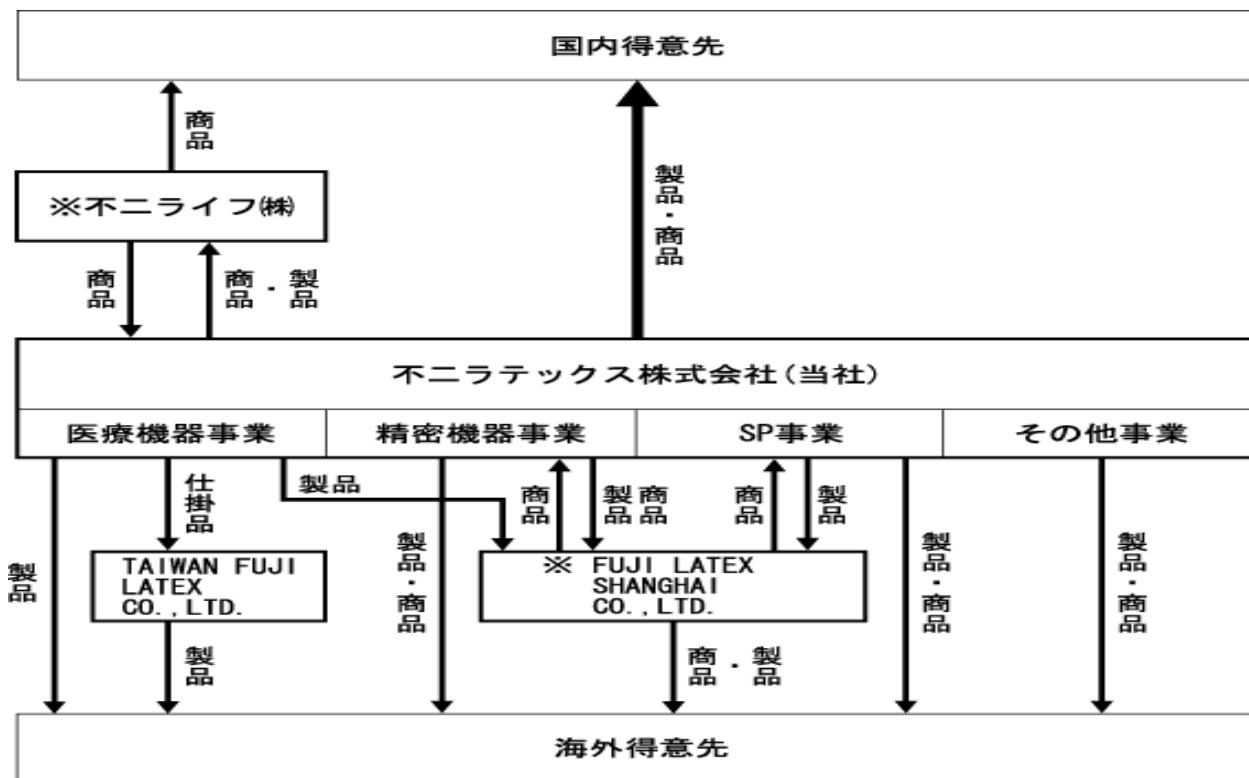 国内得意先
商品
製品・商品
※不二ライフ㈱
商品
商品・製品
不二ラテックス株式会社(当社)
医療機器事業
精密機器事業
SP事業
その他事業
製品
仕掛品
製品
製品・商品
商品
製品
商品
商品
製品
製品・商品
製品・商品
TAIWAN FUJI
LATEX
CO.,LTD.
※ FUJI LATEX
SHANGHAI
CO.,LTD.
製品
商品・製品
海外得意先